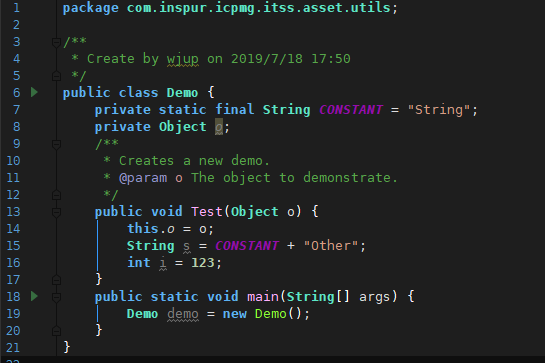 1 package com.inspur.icpmg.itss.asset.utils;
2
3 /**
4  * Create by wjup on 2019/7/18 17:50
5  */
6 public class Demo {
7     private static final String CONSTANT = "String";
8     private Object o;
9     /**
10      * Creates a new demo.
11      * @param o The object to demonstrate.
12      */
13     public void Test(Object o) {
14         this.o = o;
15         String s = CONSTANT + "Other";
16         int i = 123;
17     }
18     public static void main(String[] args) {
19         Demo demo = new Demo();
20     }
21 }